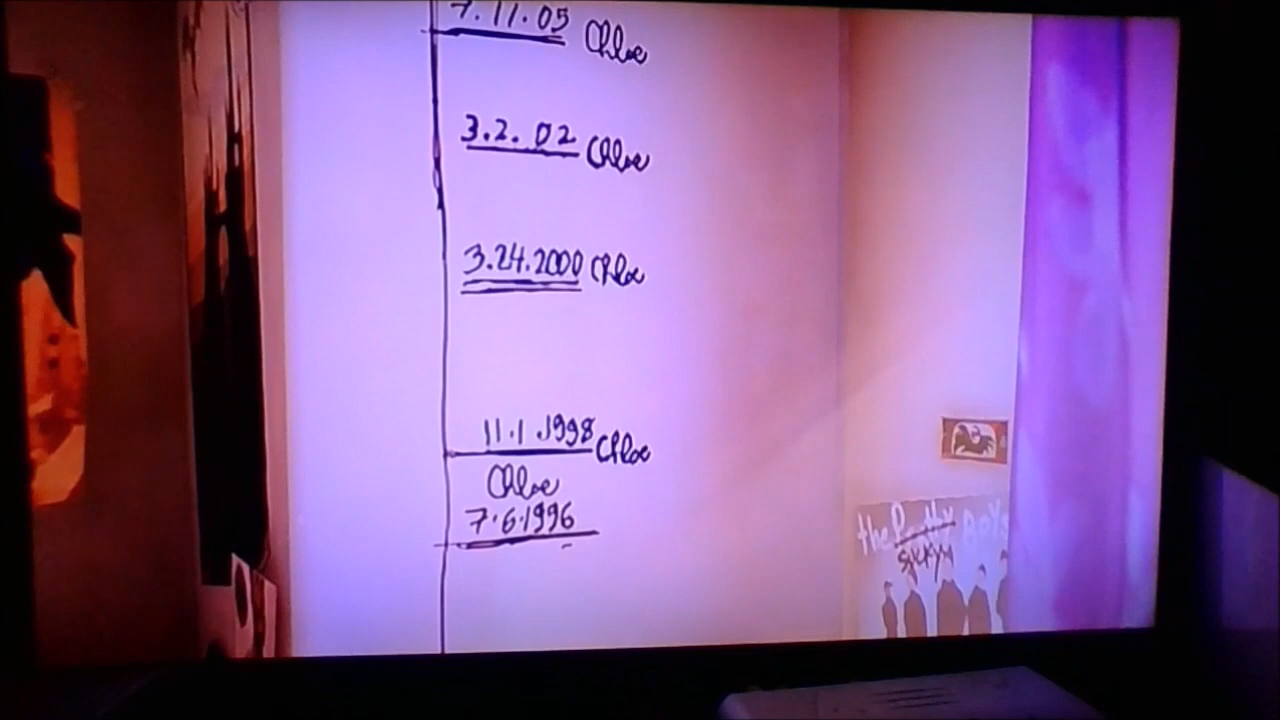 7.11.05 Chloe
3.2.02 Chloe
3.24.2000 Chloe
11.1.1998 Chloe
Chloe
7.6.1996
the Pretty Boys